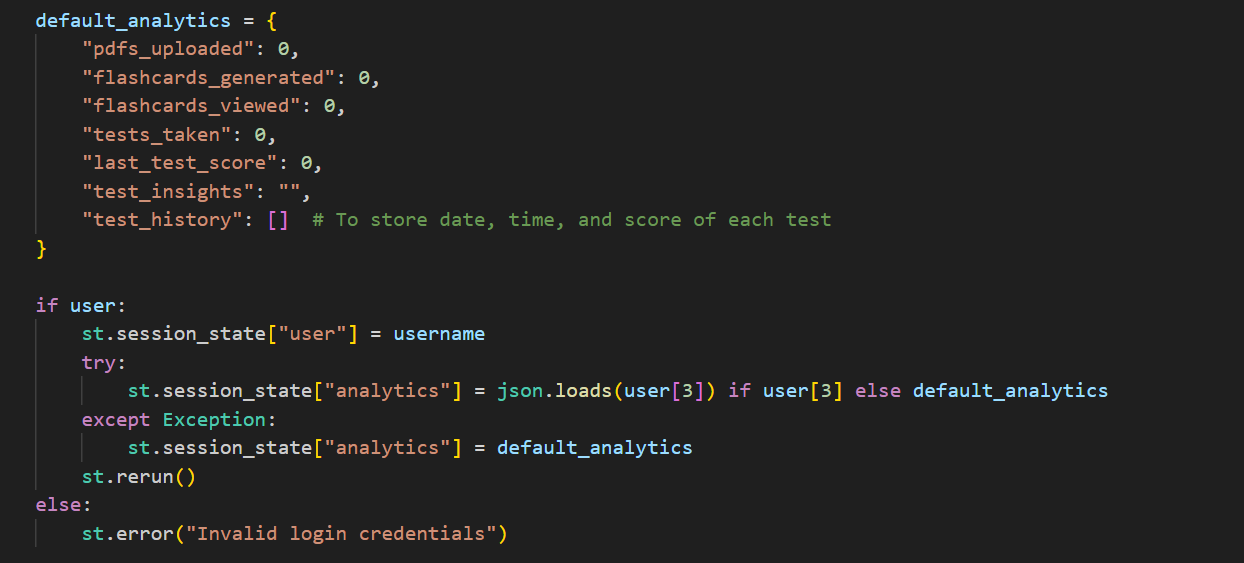 default_analytics = {
    "pdfs_uploaded": 0,
    "flashcards_generated": 0,
    "flashcards_viewed": 0,
    "tests_taken": 0,
    "last_test_score": 0,
    "test_insights": "",
    "test_history": []  # To store date, time, and score of each test
}

if user:
    st.session_state["user"] = username
    try:
        st.session_state["analytics"] = json.loads(user[3]) if user[3] else default_analytics
    except Exception:
        st.session_state["analytics"] = default_analytics
    st.rerun()
else:
    st.error("Invalid login credentials")